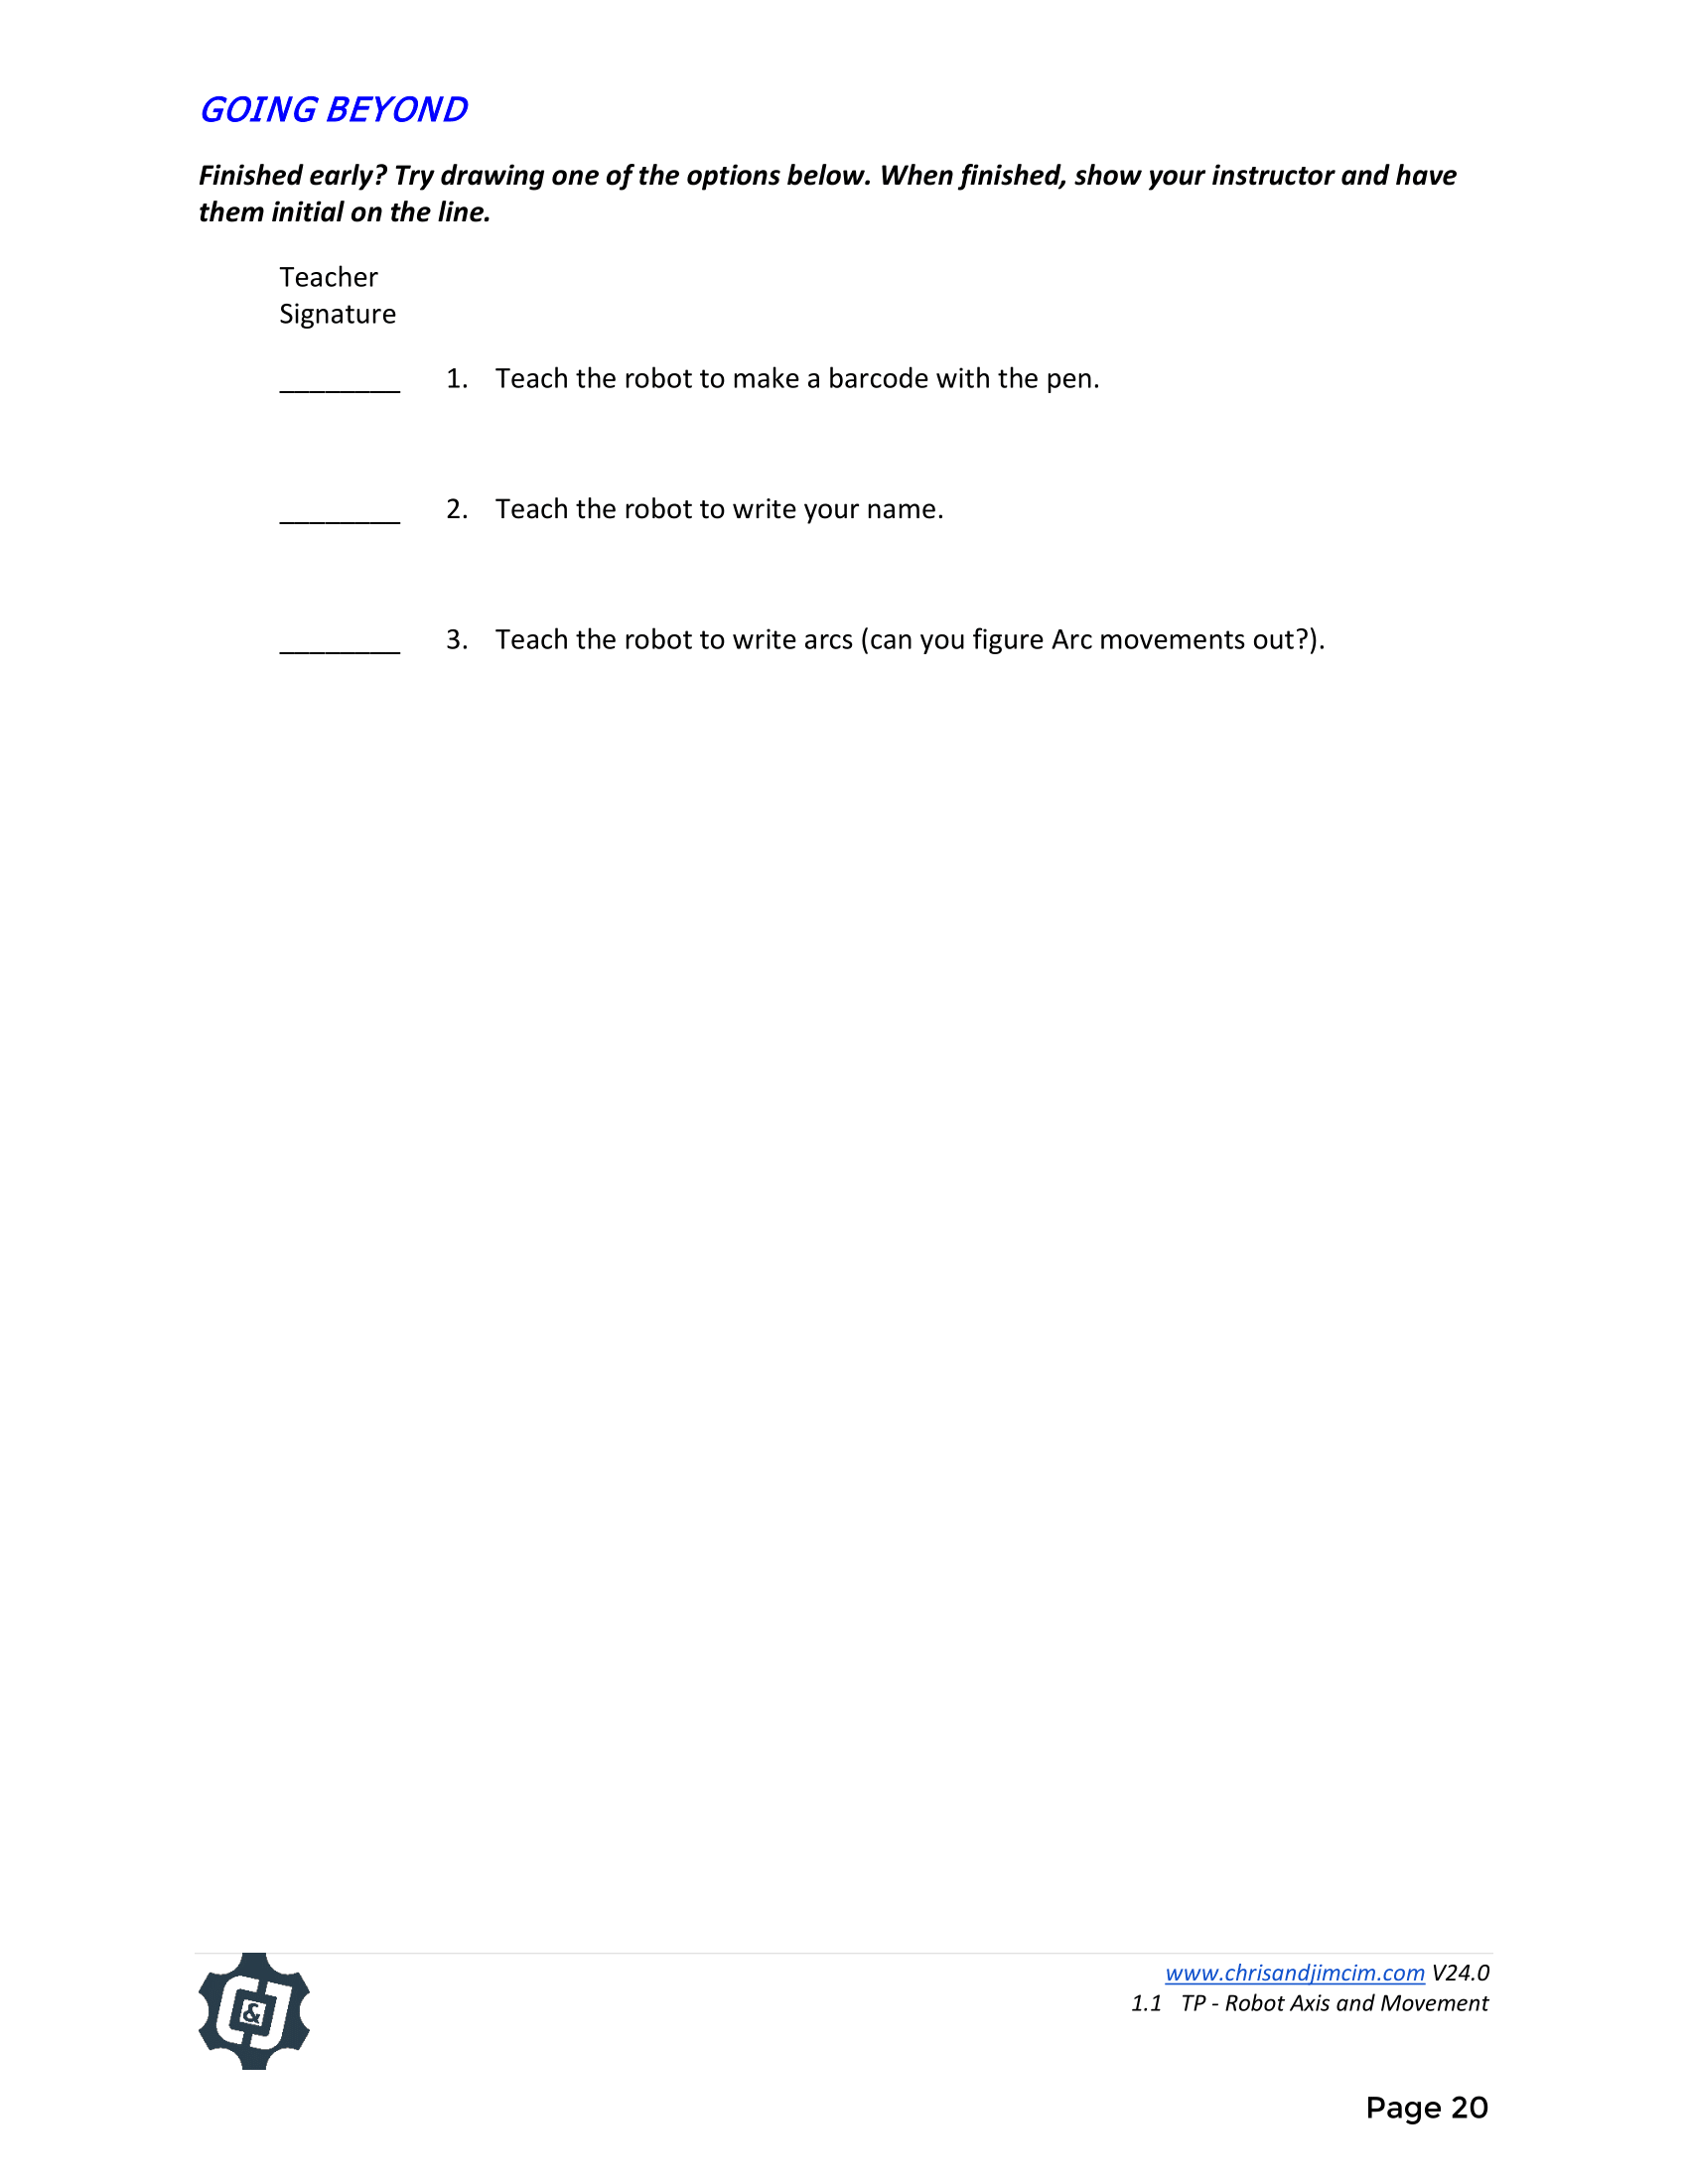 GOING BEYOND
Finished early? Try drawing one of the options below. When finished, show your instructor and have
them initial on the line.
Teacher
Signature
________ 1. Teach the robot to make a barcode with the pen.
________ 2. Teach the robot to write your name.
________ 3. Teach the robot to write arcs (can you figure Arc movements out?).
C&J
www.chrisandjimcim.com V24.0
1.1 TP - Robot Axis and Movement
Page 20